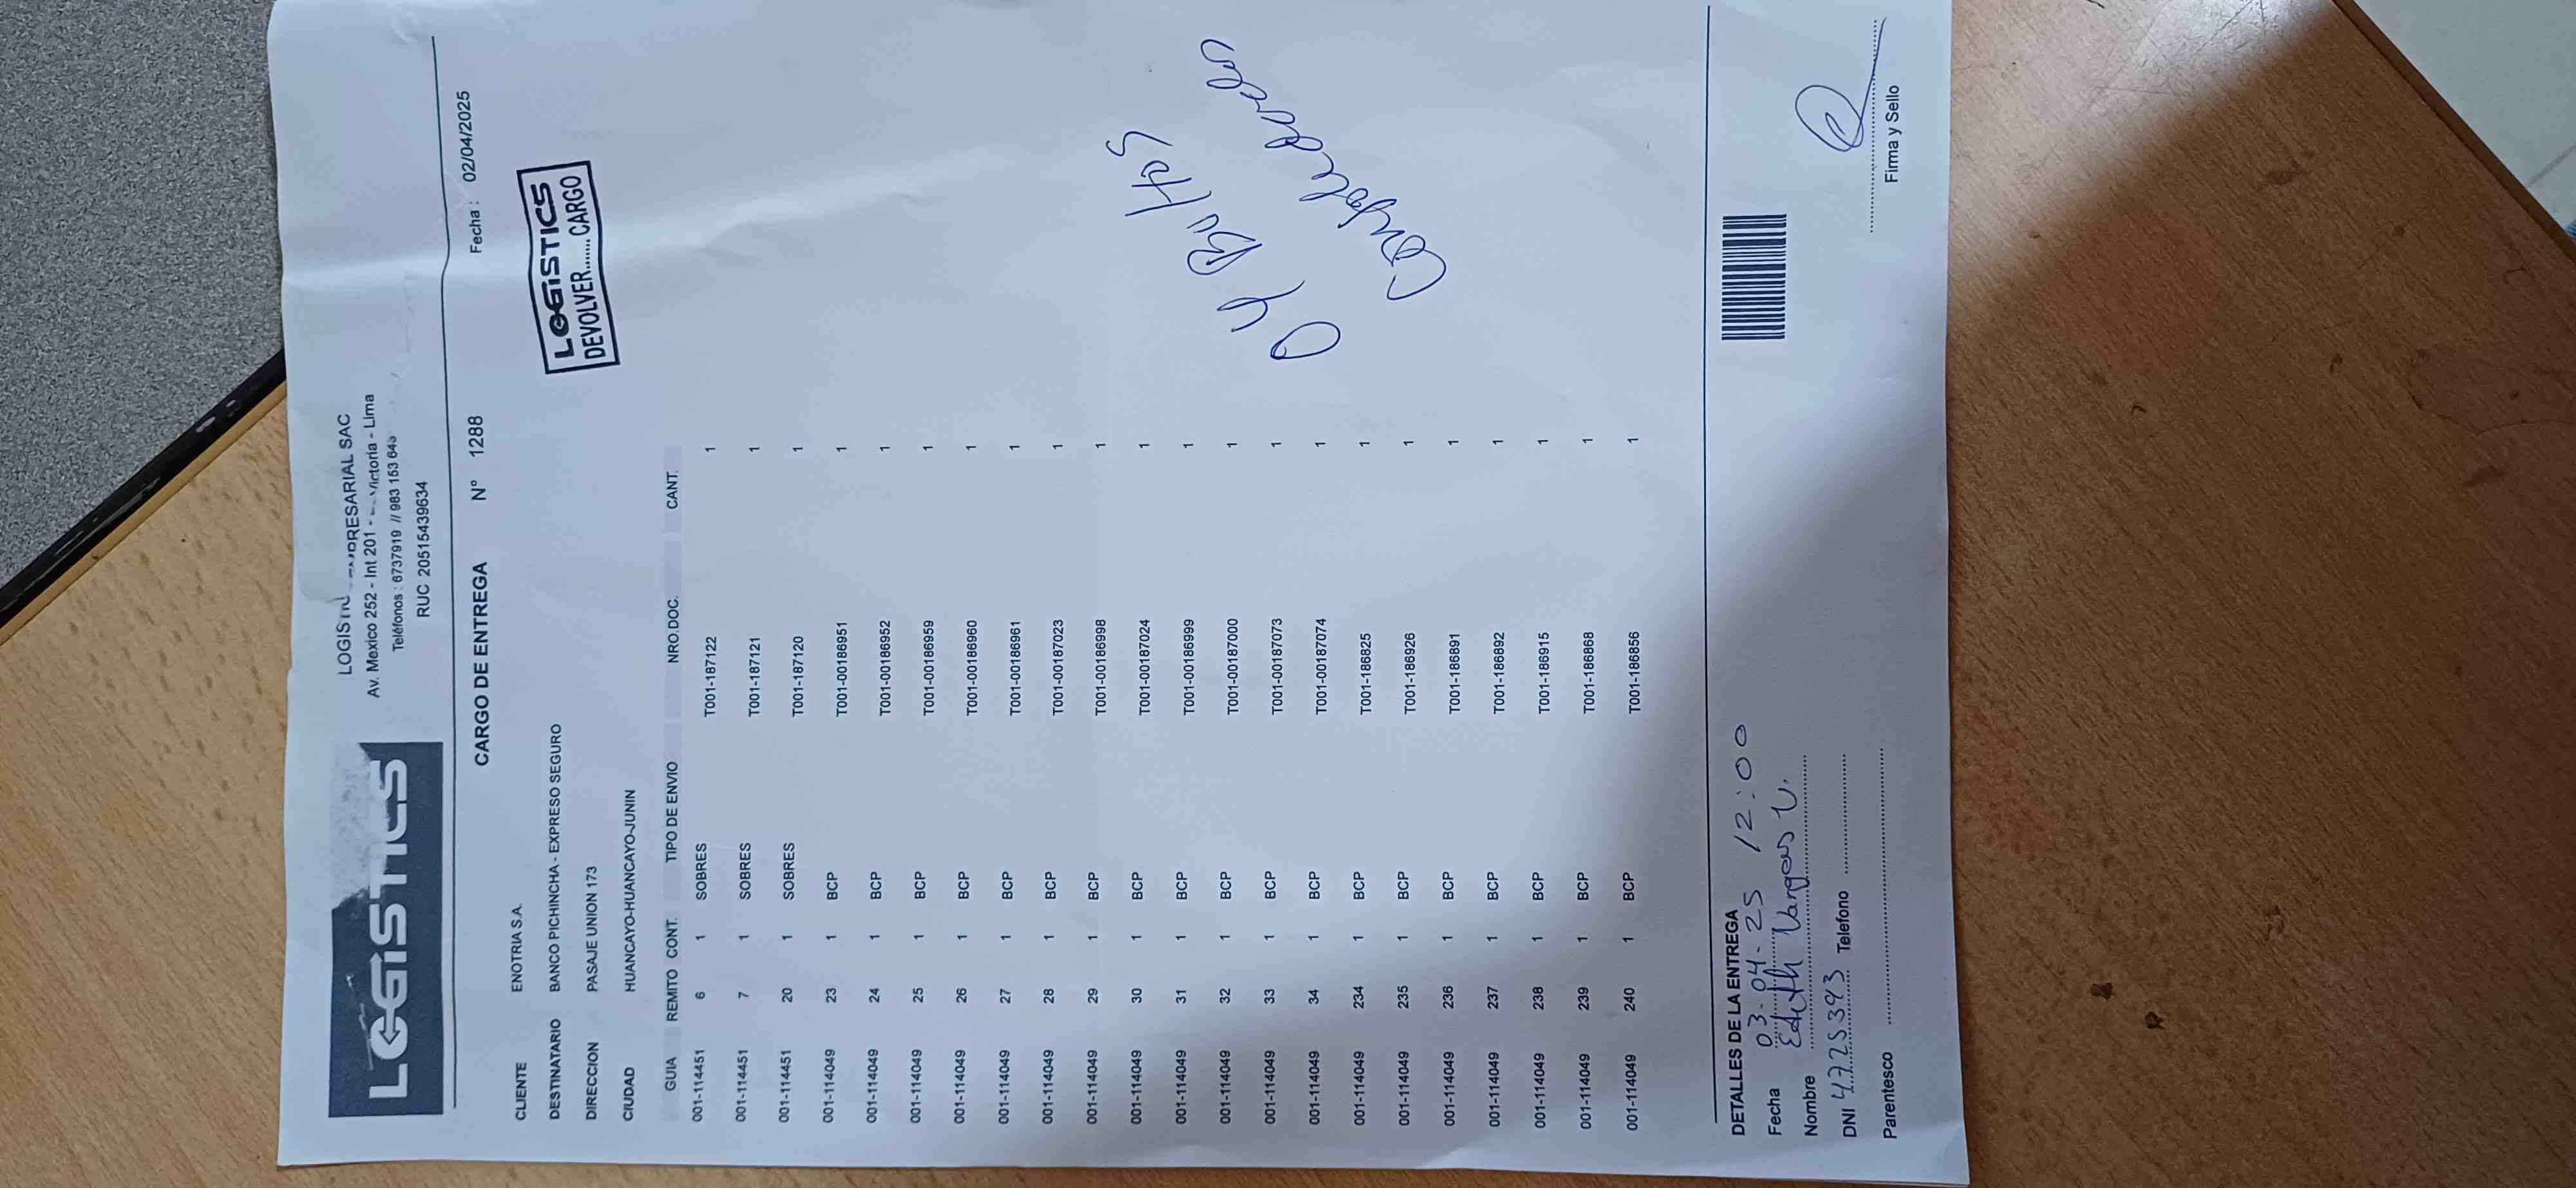 LOGISTICS
LOGISTIC EMPRESARIAL SAC
Av. Mexico 252 - Int 201 - Victoria - Lima
Teléfonos : 6737919 // 983 163 643
RUC 20515439634
CARGO DE ENTREGA N° 1288 Fecha : 02/04/2025
CLIENTE ENOTRIA S.A.
DESTINATARIO BANCO PICHINCHA - EXPRESO SEGURO
DIRECCION PASAJE UNION 173
CIUDAD HUANCAYO-HUANCAYO-JUNIN
LOGISTICS
DEVOLVER........ CARGO
GUIA REMITO CONT. TIPO DE ENVIO NRO.DOC. CANT.
001-114451 6 1 SOBRES T001-187122 1
001-114451 7 1 SOBRES T001-187121 1
001-114451 20 1 SOBRES T001-187120 1
001-114049 23 1 BCP T001-00186951 1
001-114049 24 1 BCP T001-00186952 1
001-114049 25 1 BCP T001-00186959 1
001-114049 26 1 BCP T001-00186960 1
001-114049 27 1 BCP T001-00186961 1
001-114049 28 1 BCP T001-00187023 1
001-114049 29 1 BCP T001-00186998 1
001-114049 30 1 BCP T001-00187024 1
001-114049 31 1 BCP T001-00186999 1
001-114049 32 1 BCP T001-00187000 1
001-114049 33 1 BCP T001-00187073 1
001-114049 34 1 BCP T001-00187074 1
001-114049 234 1 BCP T001-186825 1
001-114049 235 1 BCP T001-186926 1
001-114049 236 1 BCP T001-186891 1
001-114049 237 1 BCP T001-186892 1
001-114049 238 1 BCP T001-186915 1
001-114049 239 1 BCP T001-186868 1
001-114049 240 1 BCP T001-186856 1
04 Bultos
DETALLES DE LA ENTREGA
Fecha 03-04-25 12:00
Nombre Edith Vargas V.
DNI 47253393 Telefono
Parentesco
Firma y Sello